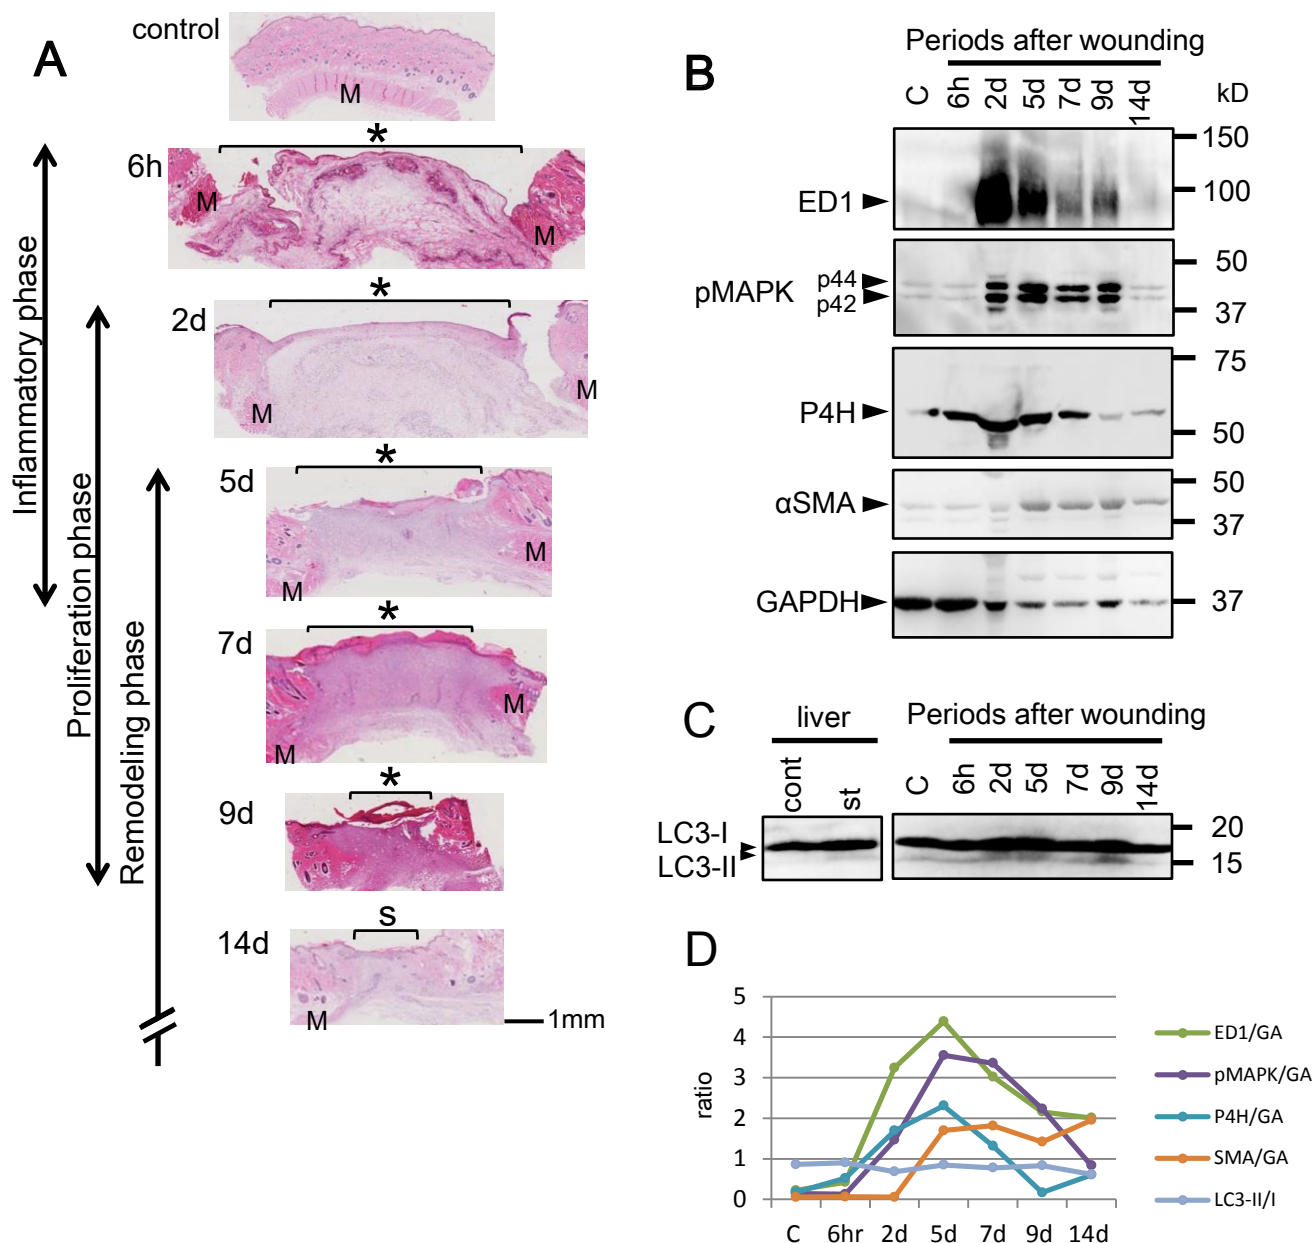 A
control
M
*
6h
M
M
*
2d
M
M
*
5d
M
M
*
7d
M
M
*
9d
s
14d
M
1mm
Inflammatory phase
Proliferation phase
Remodeling phase
B
Periods after wounding
C 6h 2d 5d 7d 9d 14d kD
ED1
150
100
pMAPK
p44
p42
50
37
P4H
75
50
αSMA
50
37
GAPDH
37
C
liver
cont st
Periods after wounding
C 6h 2d 5d 7d 9d 14d
LC3-I
LC3-II
20
15
D
ratio
5
4
3
2
1
0
C 6hr 2d 5d 7d 9d 14d
ED1/GA
pMAPK/GA
P4H/GA
SMA/GA
LC3-II/I